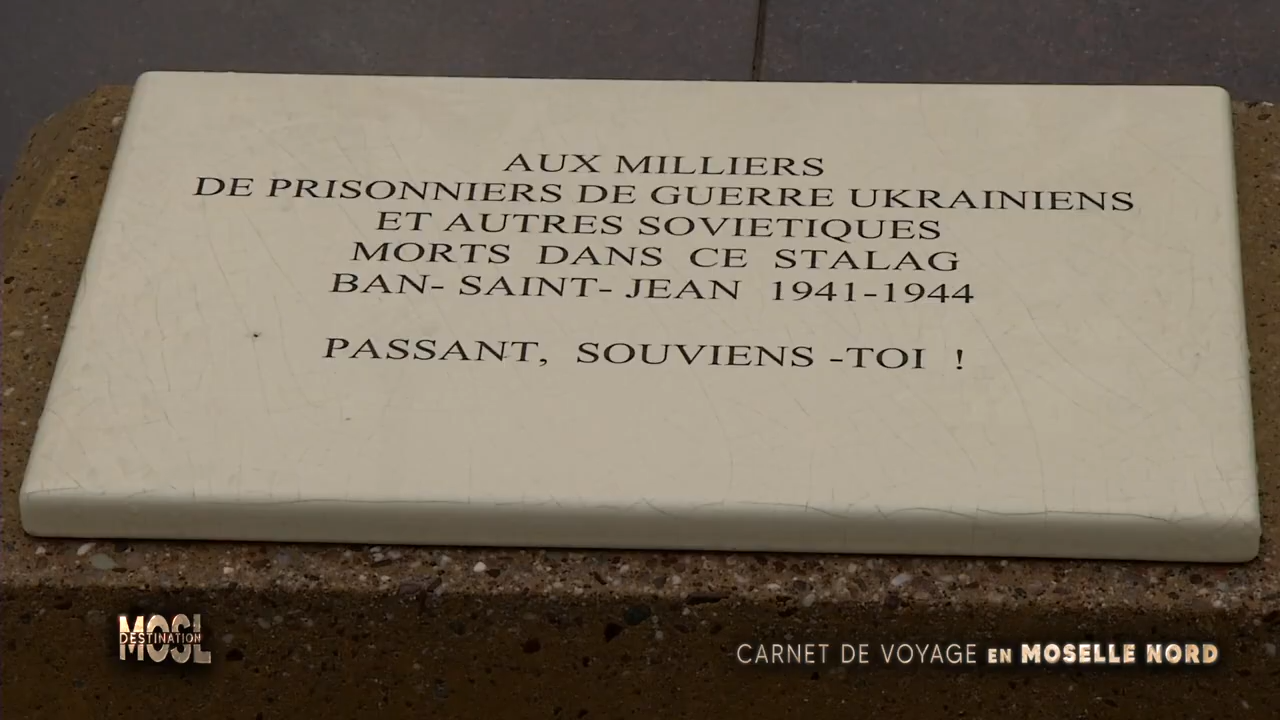 AUX MILLIERS
DE PRISONNIERS DE GUERRE UKRAINIENS
ET AUTRES SOVIETIQUES
MORTS DANS CE STALAG
BAN- SAINT- JEAN 1941-1944
PASSANT, SOUVIENS -TOI !
MOSL
DESTINATION
CARNET DE VOYAGE EN MOSELLE NORD